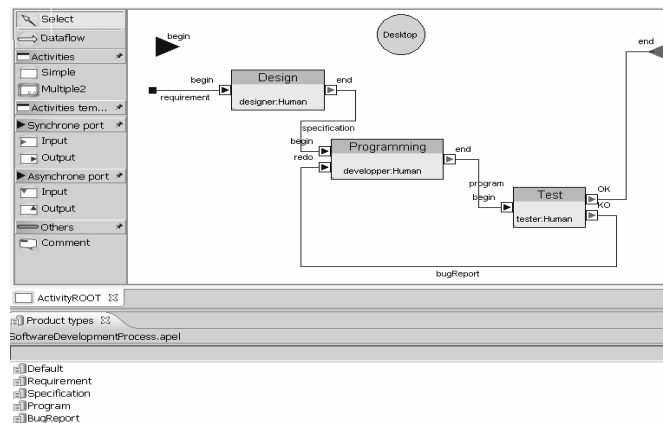 Select
Dataflow
Activities
Simple
Multiple2
Activities tem...
Synchrone port
Input
Output
Asynchrone port
Input
Output
Others
Comment
begin
Desktop
end
begin
Design
end
requirement
designer:Human
specification
begin
redo
Programming
end
developper:Human
program
begin
Test
OK
KO
tester:Human
bugReport
ActivityROOT
Product types
SoftwareDevelopmentProcess.apel
Default
Requirement
Specification
Program
BugReport